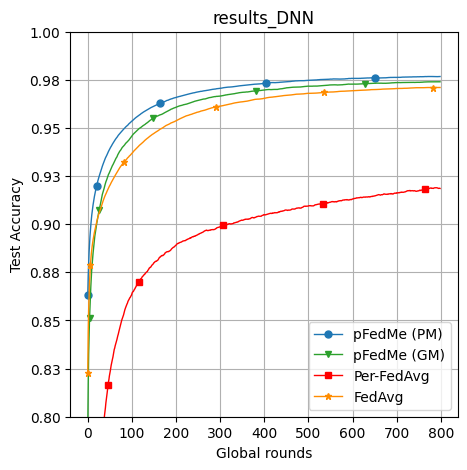 results_DNN
1.00
0.98
0.95
0.93
0.90
0.88
0.85
0.83
0.80
Test Accuracy
0 100 200 300 400 500 600 700 800
Global rounds
pFedMe (PM)
pFedMe (GM)
Per-FedAvg
FedAvg